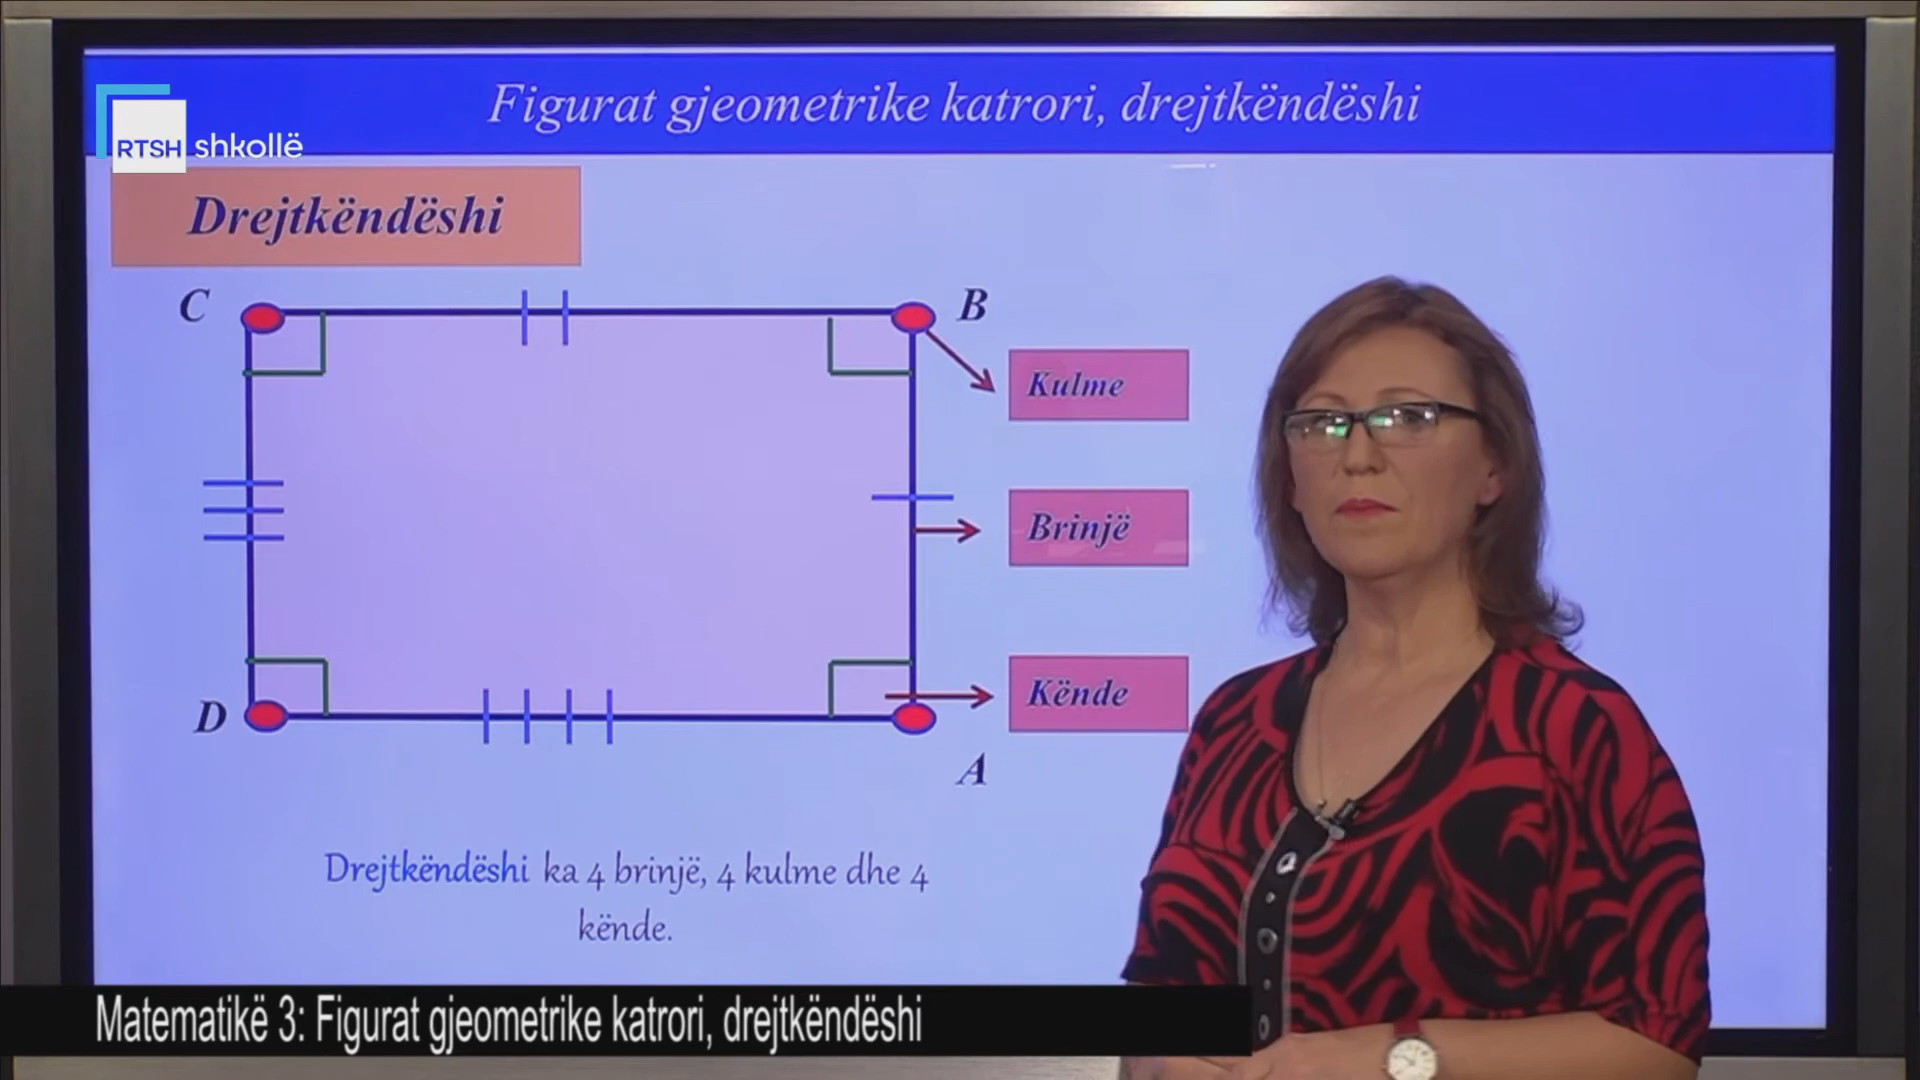 Figurat gjeometrike katrori, drejtkëndëshi
RTSH shkollë
Drejtkëndëshi
C
B
Kulme
Brinjë
Kënde
D
A
Drejtkëndëshi ka 4 brinjë, 4 kulme dhe 4
kënde.
Matematikë 3: Figurat gjeometrike katrori, drejtkëndëshi